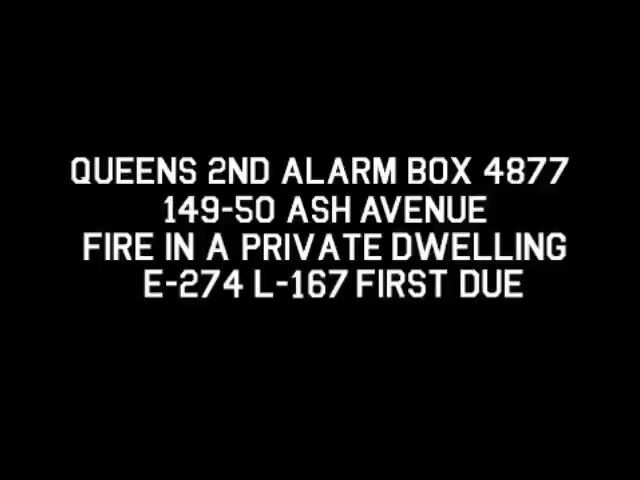 QUEENS 2ND ALARM BOX 4877
149-50 ASH AVENUE
FIRE IN A PRIVATE DWELLING
E-274 L-167 FIRST DUE